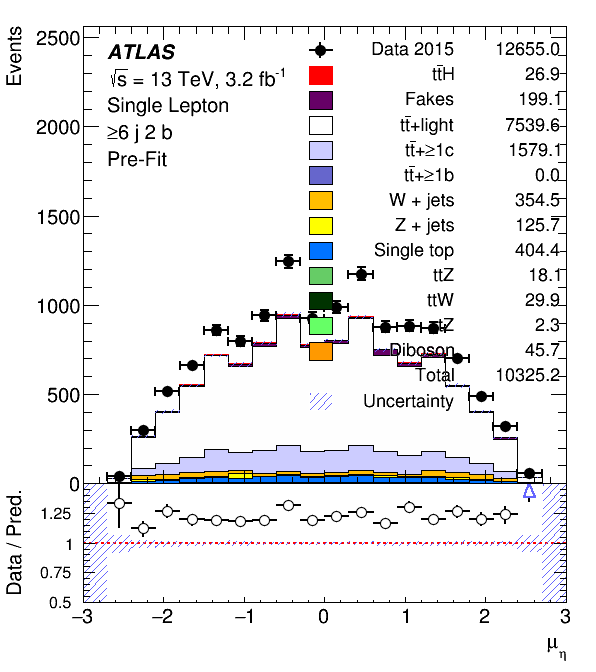 Events
2500
2000
1500
1000
500
0
ATLAS
√s = 13 TeV, 3.2 fb⁻¹
Single Lepton
≥6 j 2 b
Pre-Fit
Data 2015 12655.0
tt̄H 26.9
Fakes 199.1
tt̄+light 7539.6
tt̄+≥1c 1579.1
tt̄+≥1b 0.0
W + jets 354.5
Z + jets 125.7
Single top 404.4
ttZ 18.1
ttW 29.9
tZ 2.3
Diboson 45.7
Total 10325.2
Uncertainty
Data / Pred.
1.25
1
0.75
0.5
−3 −2 −1 0 1 2 3
μη